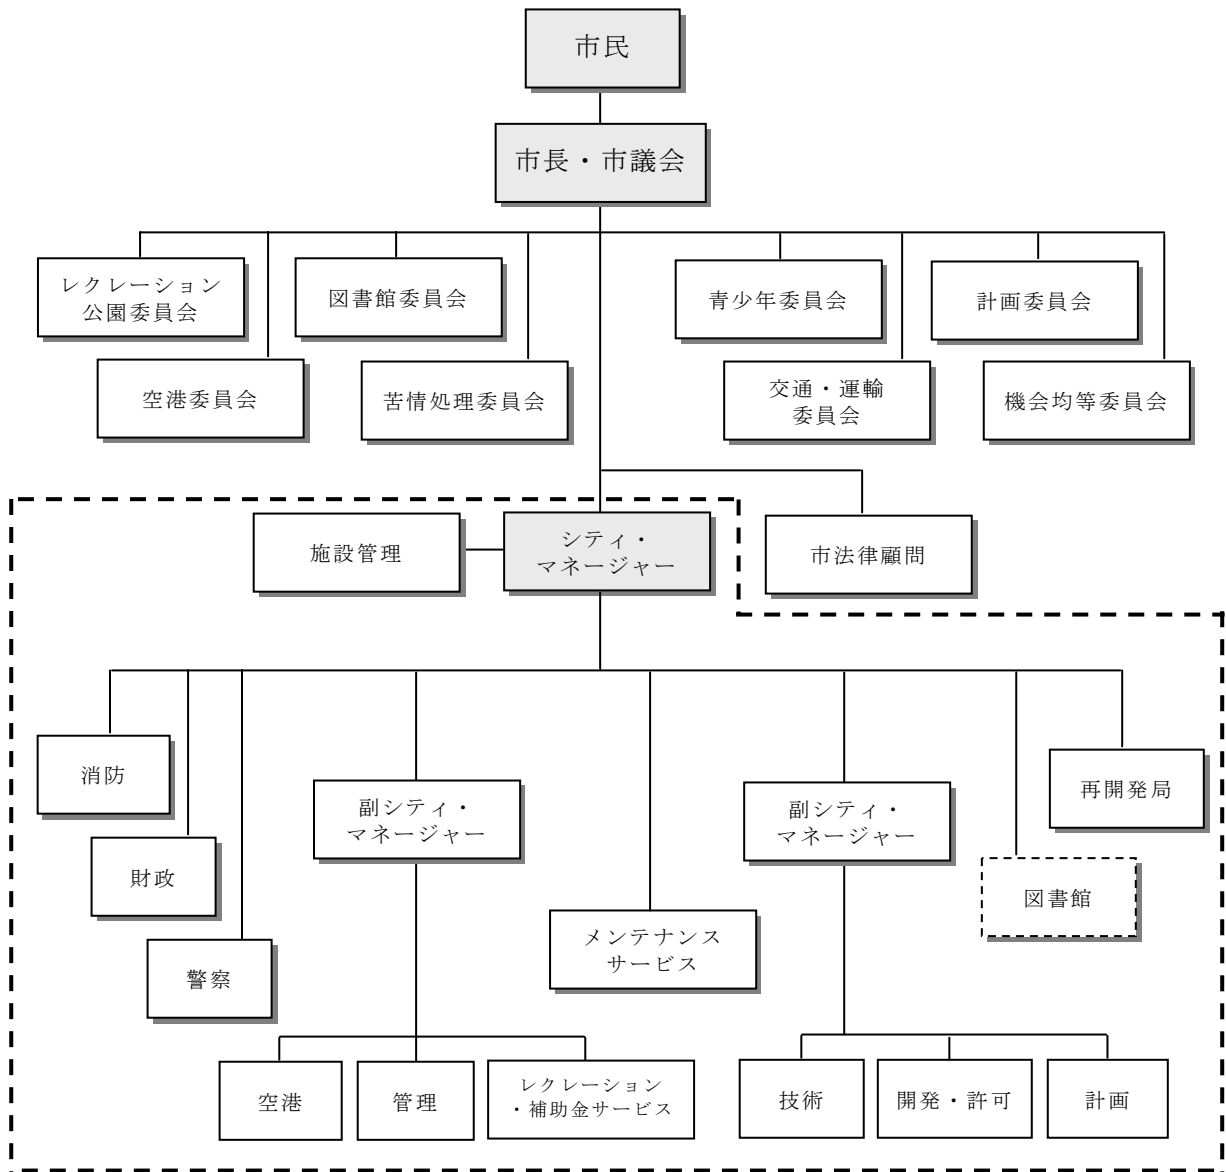 市民
市長・市議会
レクレーション
公園委員会
図書館委員会
青少年委員会
計画委員会
空港委員会
苦情処理委員会
交通・運輸
委員会
機会均等委員会
施設管理
シティ・
マネージャー
市法律顧問
消防
財政
警察
副シティ・
マネージャー
メンテナンス
サービス
副シティ・
マネージャー
図書館
再開発局
空港
管理
レクレーション
・補助金サービス
技術
開発・許可
計画